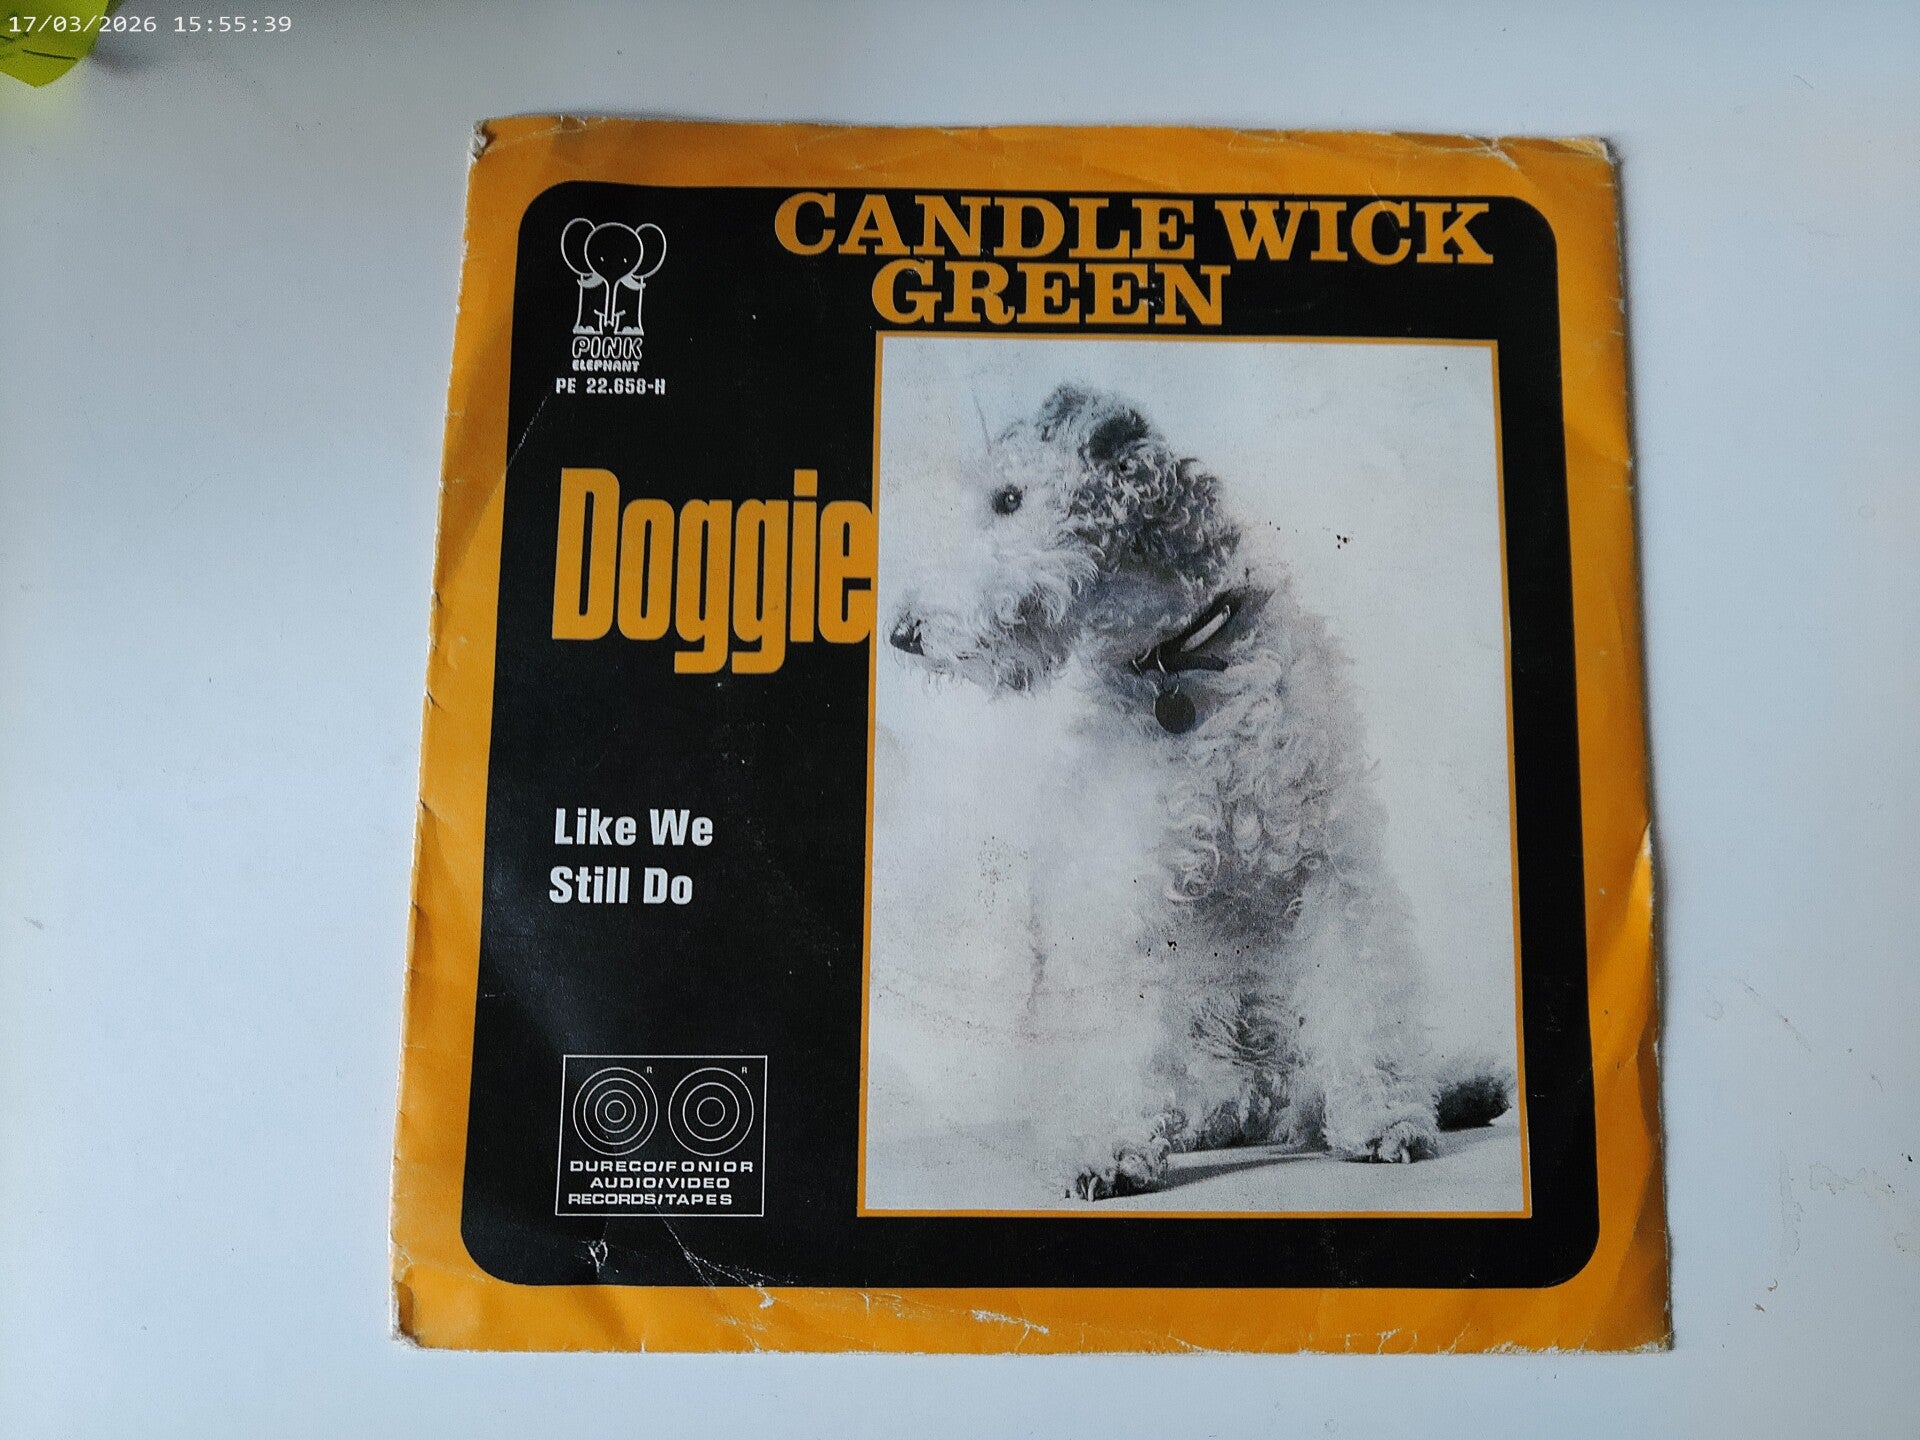 17/03/2026 15:55:39
CANDLE WICK
GREEN
PINK
ELEPHANT
PE 22.658-H
Doggie
Like We
Still Do
R R
DURECO/FONIOR
AUDIO/VIDEO
RECORDS/TAPES